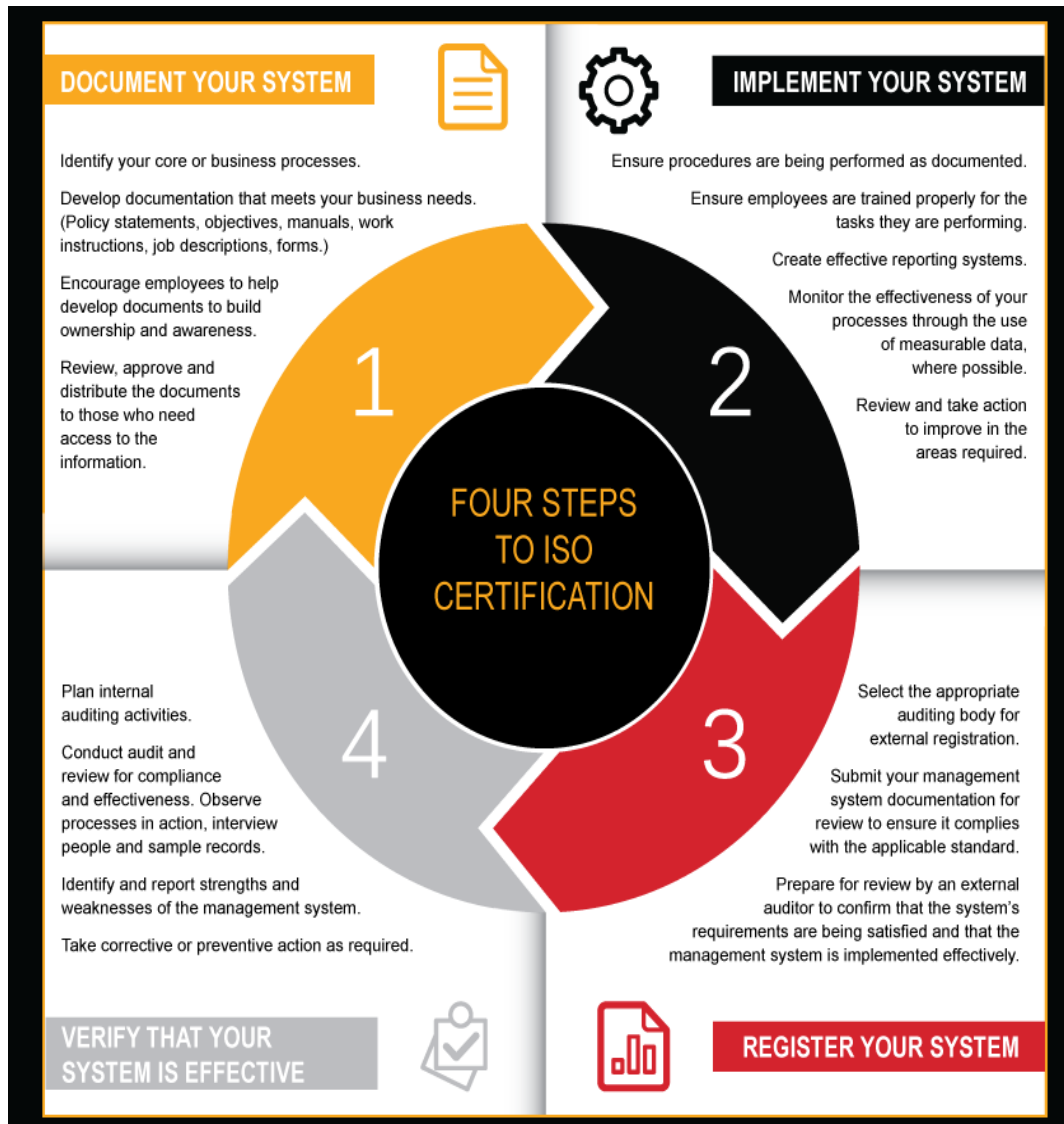 DOCUMENT YOUR SYSTEM
Identify your core or business processes.
Develop documentation that meets your business needs.
(Policy statements, objectives, manuals, work
instructions, job descriptions, forms.)
Encourage employees to help
develop documents to build
ownership and awareness.
Review, approve and
distribute the documents
to those who need
access to the
information.
1
IMPLEMENT YOUR SYSTEM
Ensure procedures are being performed as documented.
Ensure employees are trained properly for the
tasks they are performing.
Create effective reporting systems.
Monitor the effectiveness of your
processes through the use
of measurable data,
where possible.
Review and take action
to improve in the
areas required.
2
FOUR STEPS
TO ISO
CERTIFICATION
3
Select the appropriate
auditing body for
external registration.
Submit your management
system documentation for
review to ensure it complies
with the applicable standard.
Prepare for review by an external
auditor to confirm that the system’s
requirements are being satisfied and that the
management system is implemented effectively.
REGISTER YOUR SYSTEM
4
Plan internal
auditing activities.
Conduct audit and
review for compliance
and effectiveness. Observe
processes in action, interview
people and sample records.
Identify and report strengths and
weaknesses of the management system.
Take corrective or preventive action as required.
VERIFY THAT YOUR
SYSTEM IS EFFECTIVE